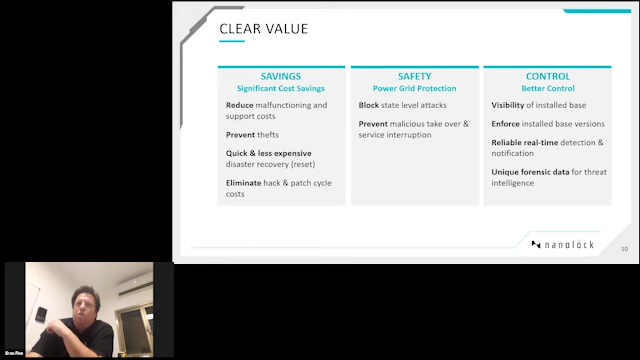 CLEAR VALUE
SAVINGS
Significant Cost Savings
Reduce malfunctioning and
support costs
Prevent thefts
Quick & less expensive
disaster recovery (reset)
Eliminate hack & patch cycle
costs
SAFETY
Power Grid Protection
Block state level attacks
Prevent malicious take over &
service interruption
CONTROL
Better Control
Visibility of installed base
Enforce installed base versions
Reliable real-time detection &
notification
Unique forensic data for threat
intelligence
nanolock
10
Eran Fine